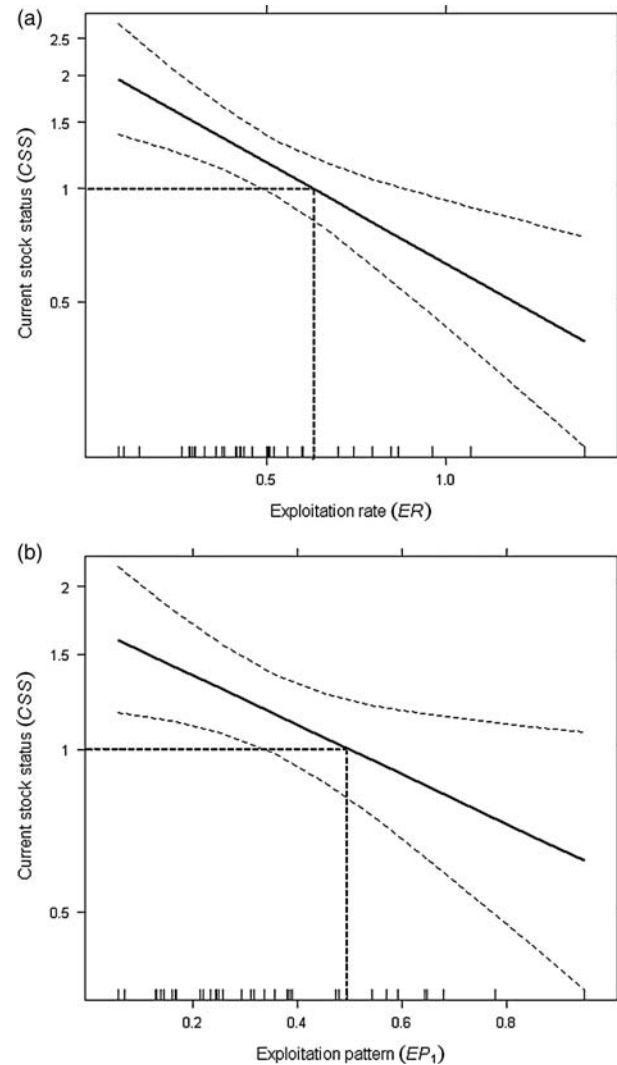 (a)
2.5
2
1.5
1
0.5
Current stock status (CSS)
0.5 1.0
Exploitation rate (ER)
(b)
2
1.5
1
0.5
Current stock status (CSS)
0.2 0.4 0.6 0.8
Exploitation pattern (EP₁)